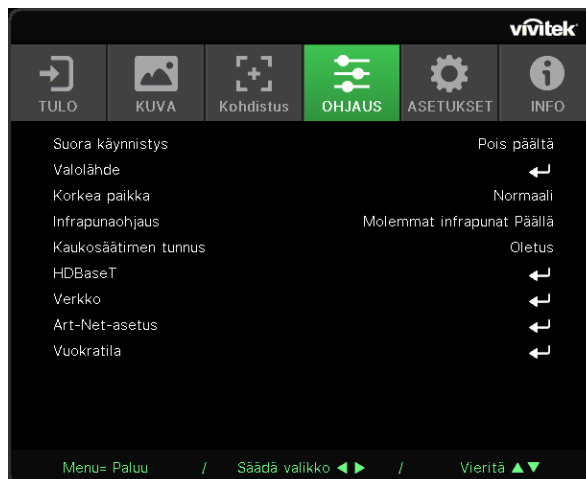 vivitek
TULO KUVA Kohdistus OHJAUS ASETUKSET INFO
Suora käynnistys Pois päältä
Valolähde
Korkea paikka Normaali
Infrapunaohjaus Molemmat infrapunat Päällä
Kaukosäätimen tunnus Oletus
HDBaseT
Verkko
Art-Net-asetus
Vuokratila
Menu= Paluu / Säädä valikko ◀ ▶ / Vieritä ▲▼